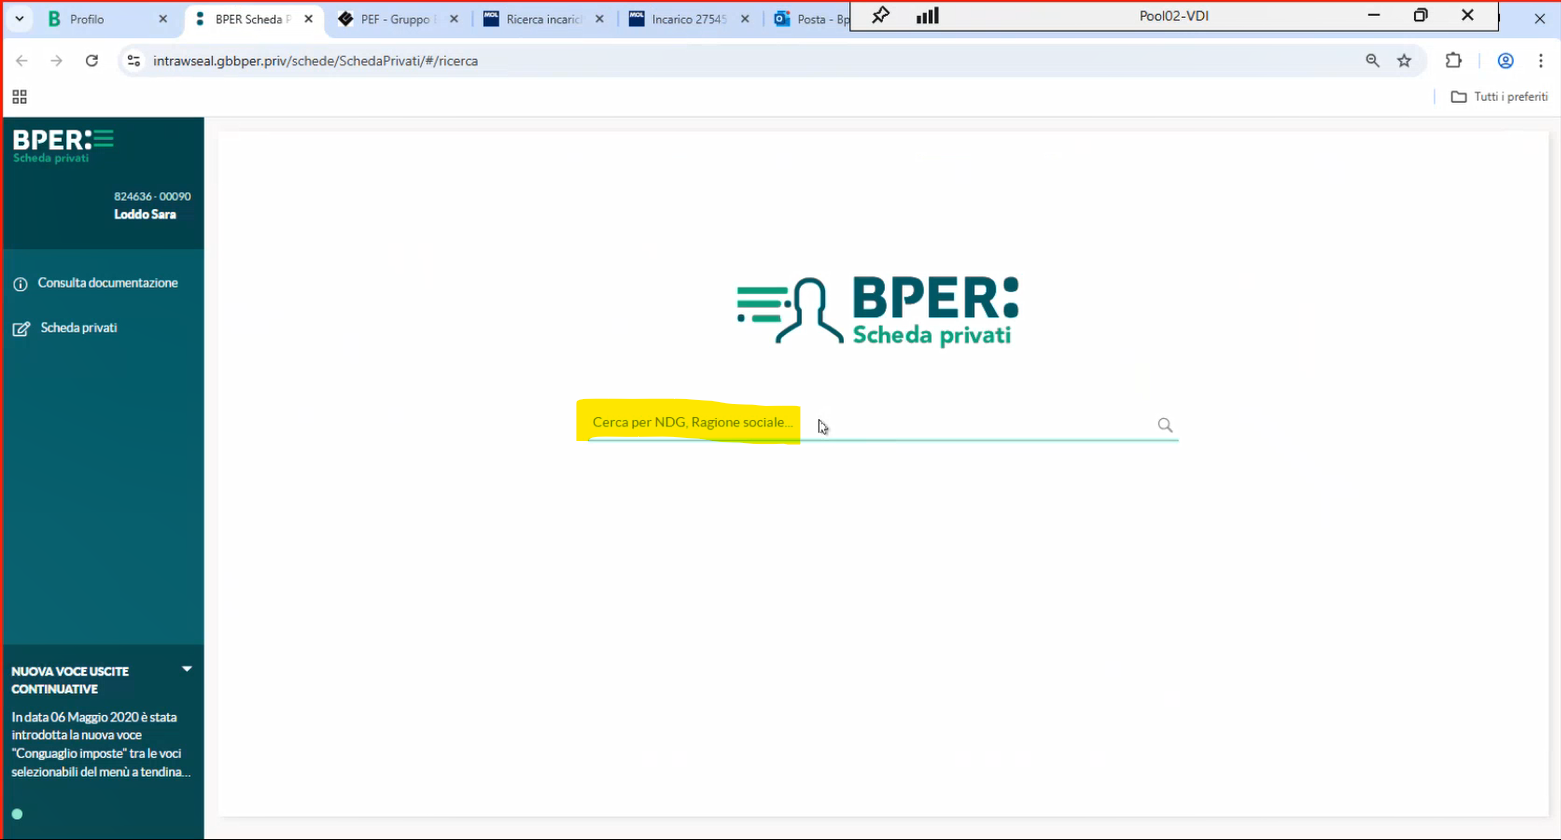 Profilo
BPER Scheda P
PEF - Gruppo
Ricerca incaric
Incarico 27545
Posta - Bp
Pool02-VDI
intrawseal.gbbper.priv/schede/SchedaPrivati/#/ricerca
Tutti i preferiti
BPER:
Scheda privati
824636 - 00090
Loddo Sara
Consulta documentazione
Scheda privati
BPER:
Scheda privati
Cerca per NDG, Ragione sociale...
NUOVA VOCE USCITE
CONTINUATIVE
In data 06 Maggio 2020 è stata
introdotta la nuova voce
"Conguaglio imposte" tra le voci
selezionabili del menù a tendina...